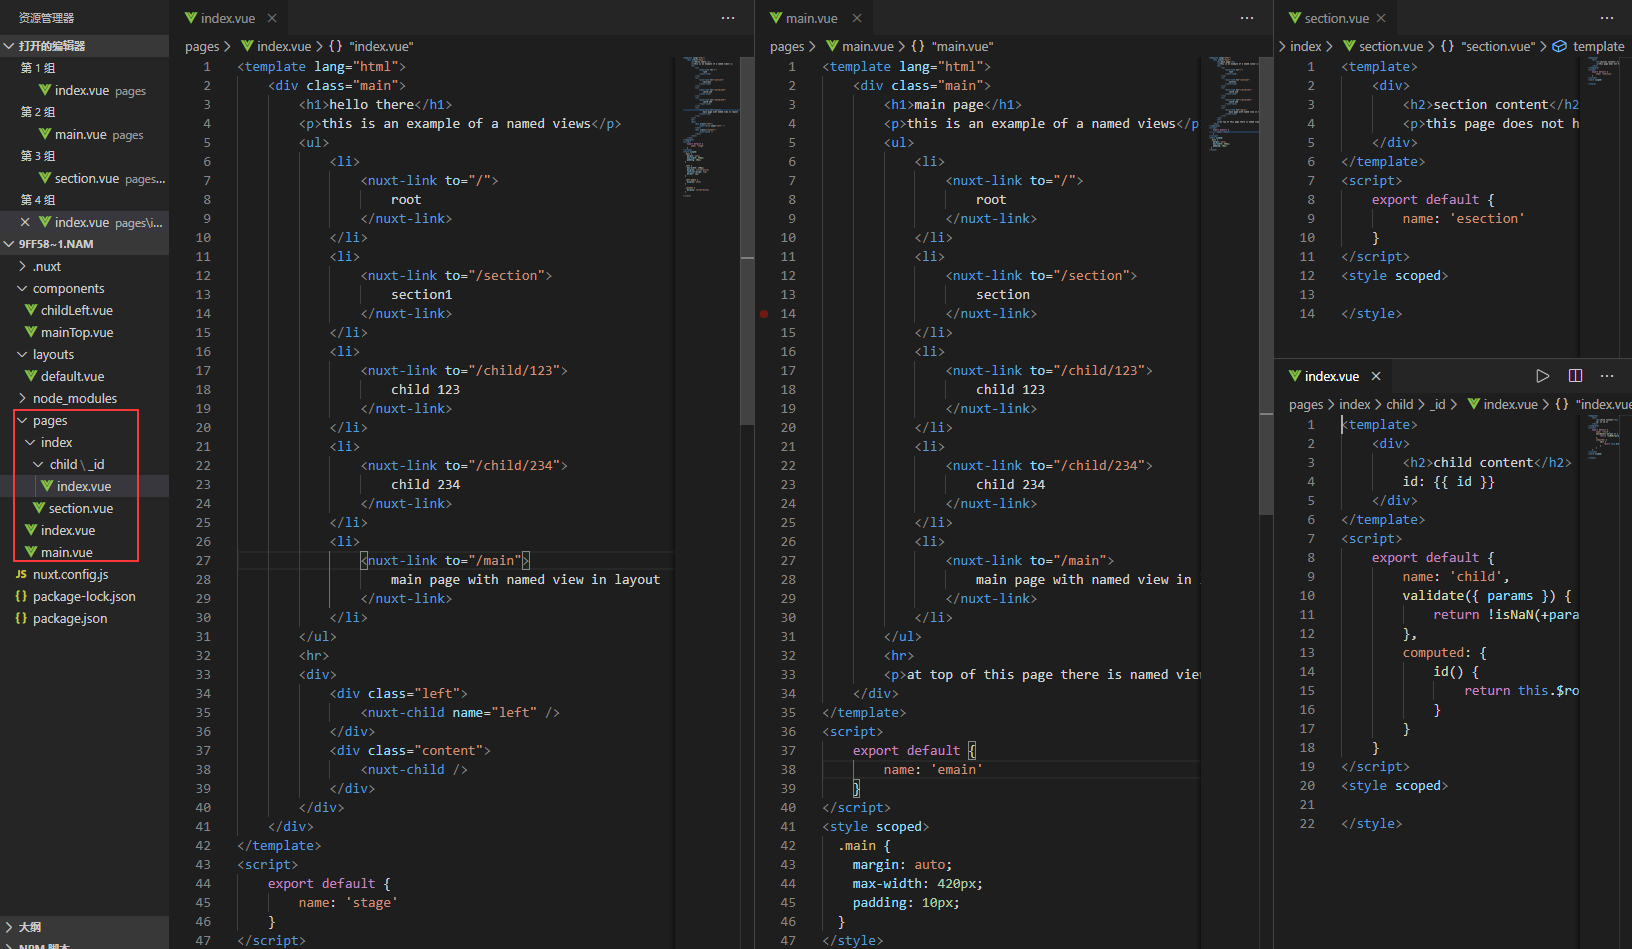 资源管理器
打开的编辑器
第 1 组
index.vue pages
第 2 组
main.vue pages
第 3 组
section.vue pages...
第 4 组
index.vue pages\i...
9FF58~1.NAM
.nuxt
components
childLeft.vue
mainTop.vue
layouts
default.vue
node_modules
pages
index
child \ _id
index.vue
section.vue
index.vue
main.vue
JS nuxt.config.js
{} package-lock.json
{} package.json
大纲
NPM 脚本
index.vue
pages > index.vue > {} "index.vue"
1 <template lang="html">
2 <div class="main">
3 <h1>hello there</h1>
4 <p>this is an example of a named views</p>
5 <ul>
6 <li>
7 <nuxt-link to="/">
8 root
9 </nuxt-link>
10 </li>
11 <li>
12 <nuxt-link to="/section">
13 section1
14 </nuxt-link>
15 </li>
16 <li>
17 <nuxt-link to="/child/123">
18 child 123
19 </nuxt-link>
20 </li>
21 <li>
22 <nuxt-link to="/child/234">
23 child 234
24 </nuxt-link>
25 </li>
26 <li>
27 <nuxt-link to="/main">
28 main page with named view in layout
29 </nuxt-link>
30 </li>
31 </ul>
32 <hr>
33 <div>
34 <div class="left">
35 <nuxt-child name="left" />
36 </div>
37 <div class="content">
38 <nuxt-child />
39 </div>
40 </div>
41 </div>
42 </template>
43 <script>
44 export default {
45 name: 'stage'
46 }
47 </script>
main.vue
pages > main.vue > {} "main.vue"
1 <template lang="html">
2 <div class="main">
3 <h1>main page</h1>
4 <p>this is an example of a named views</p
5 <ul>
6 <li>
7 <nuxt-link to="/">
8 root
9 </nuxt-link>
10 </li>
11 <li>
12 <nuxt-link to="/section">
13 section
14 </nuxt-link>
15 </li>
16 <li>
17 <nuxt-link to="/child/123">
18 child 123
19 </nuxt-link>
20 </li>
21 <li>
22 <nuxt-link to="/child/234">
23 child 234
24 </nuxt-link>
25 </li>
26 <li>
27 <nuxt-link to="/main">
28 main page with named view in
29 </nuxt-link>
30 </li>
31 </ul>
32 <hr>
33 <p>at top of this page there is named vie
34 </div>
35 </template>
36 <script>
37 export default {
38 name: 'emain'
39 }
40 </script>
41 <style scoped>
42 .main {
43 margin: auto;
44 max-width: 420px;
45 padding: 10px;
46 }
47 </style>
section.vue
> index > section.vue > {} "section.vue" > template
1 <template>
2 <div>
3 <h2>section content</h2
4 <p>this page does not h
5 </div>
6 </template>
7 <script>
8 export default {
9 name: 'esection'
10 }
11 </script>
12 <style scoped>
13
14 </style>
index.vue
pages > index > child > _id > index.vue > {} "index.vue
1 <template>
2 <div>
3 <h2>child content</h2>
4 id: {{ id }}
5 </div>
6 </template>
7 <script>
8 export default {
9 name: 'child',
10 validate({ params }) {
11 return !isNaN(+para
12 },
13 computed: {
14 id() {
15 return this.$ro
16 }
17 }
18 }
19 </script>
20 <style scoped>
21
22 </style>